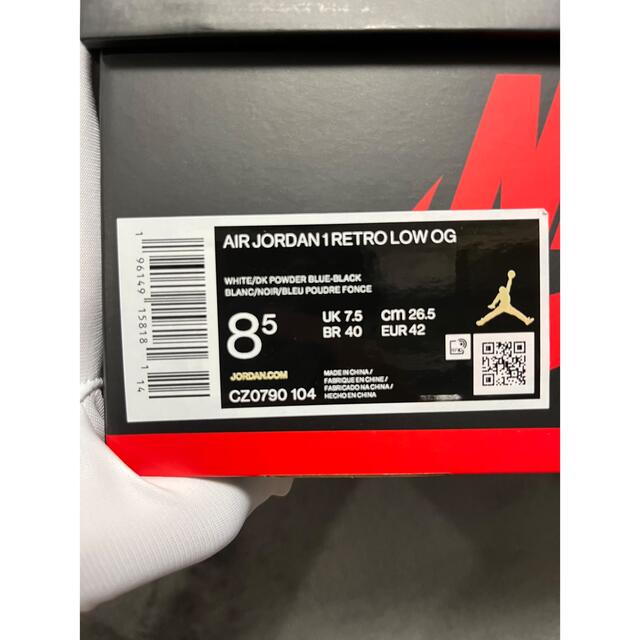 AIR JORDAN 1 RETRO LOW OG
WHITE/DK POWDER BLUE-BLACK
BLANC/NOIR/BLEU POUDRE FONCE
85
UK 7.5 cm 26.5
BR 40 EUR 42
JORDAN.COM
CZ0790 104
MADE IN CHINA /
FABRIQUE EN CHINE /
FABRICADO NA CHINA /
HECHO EN CHINA
1 96149 15818 14